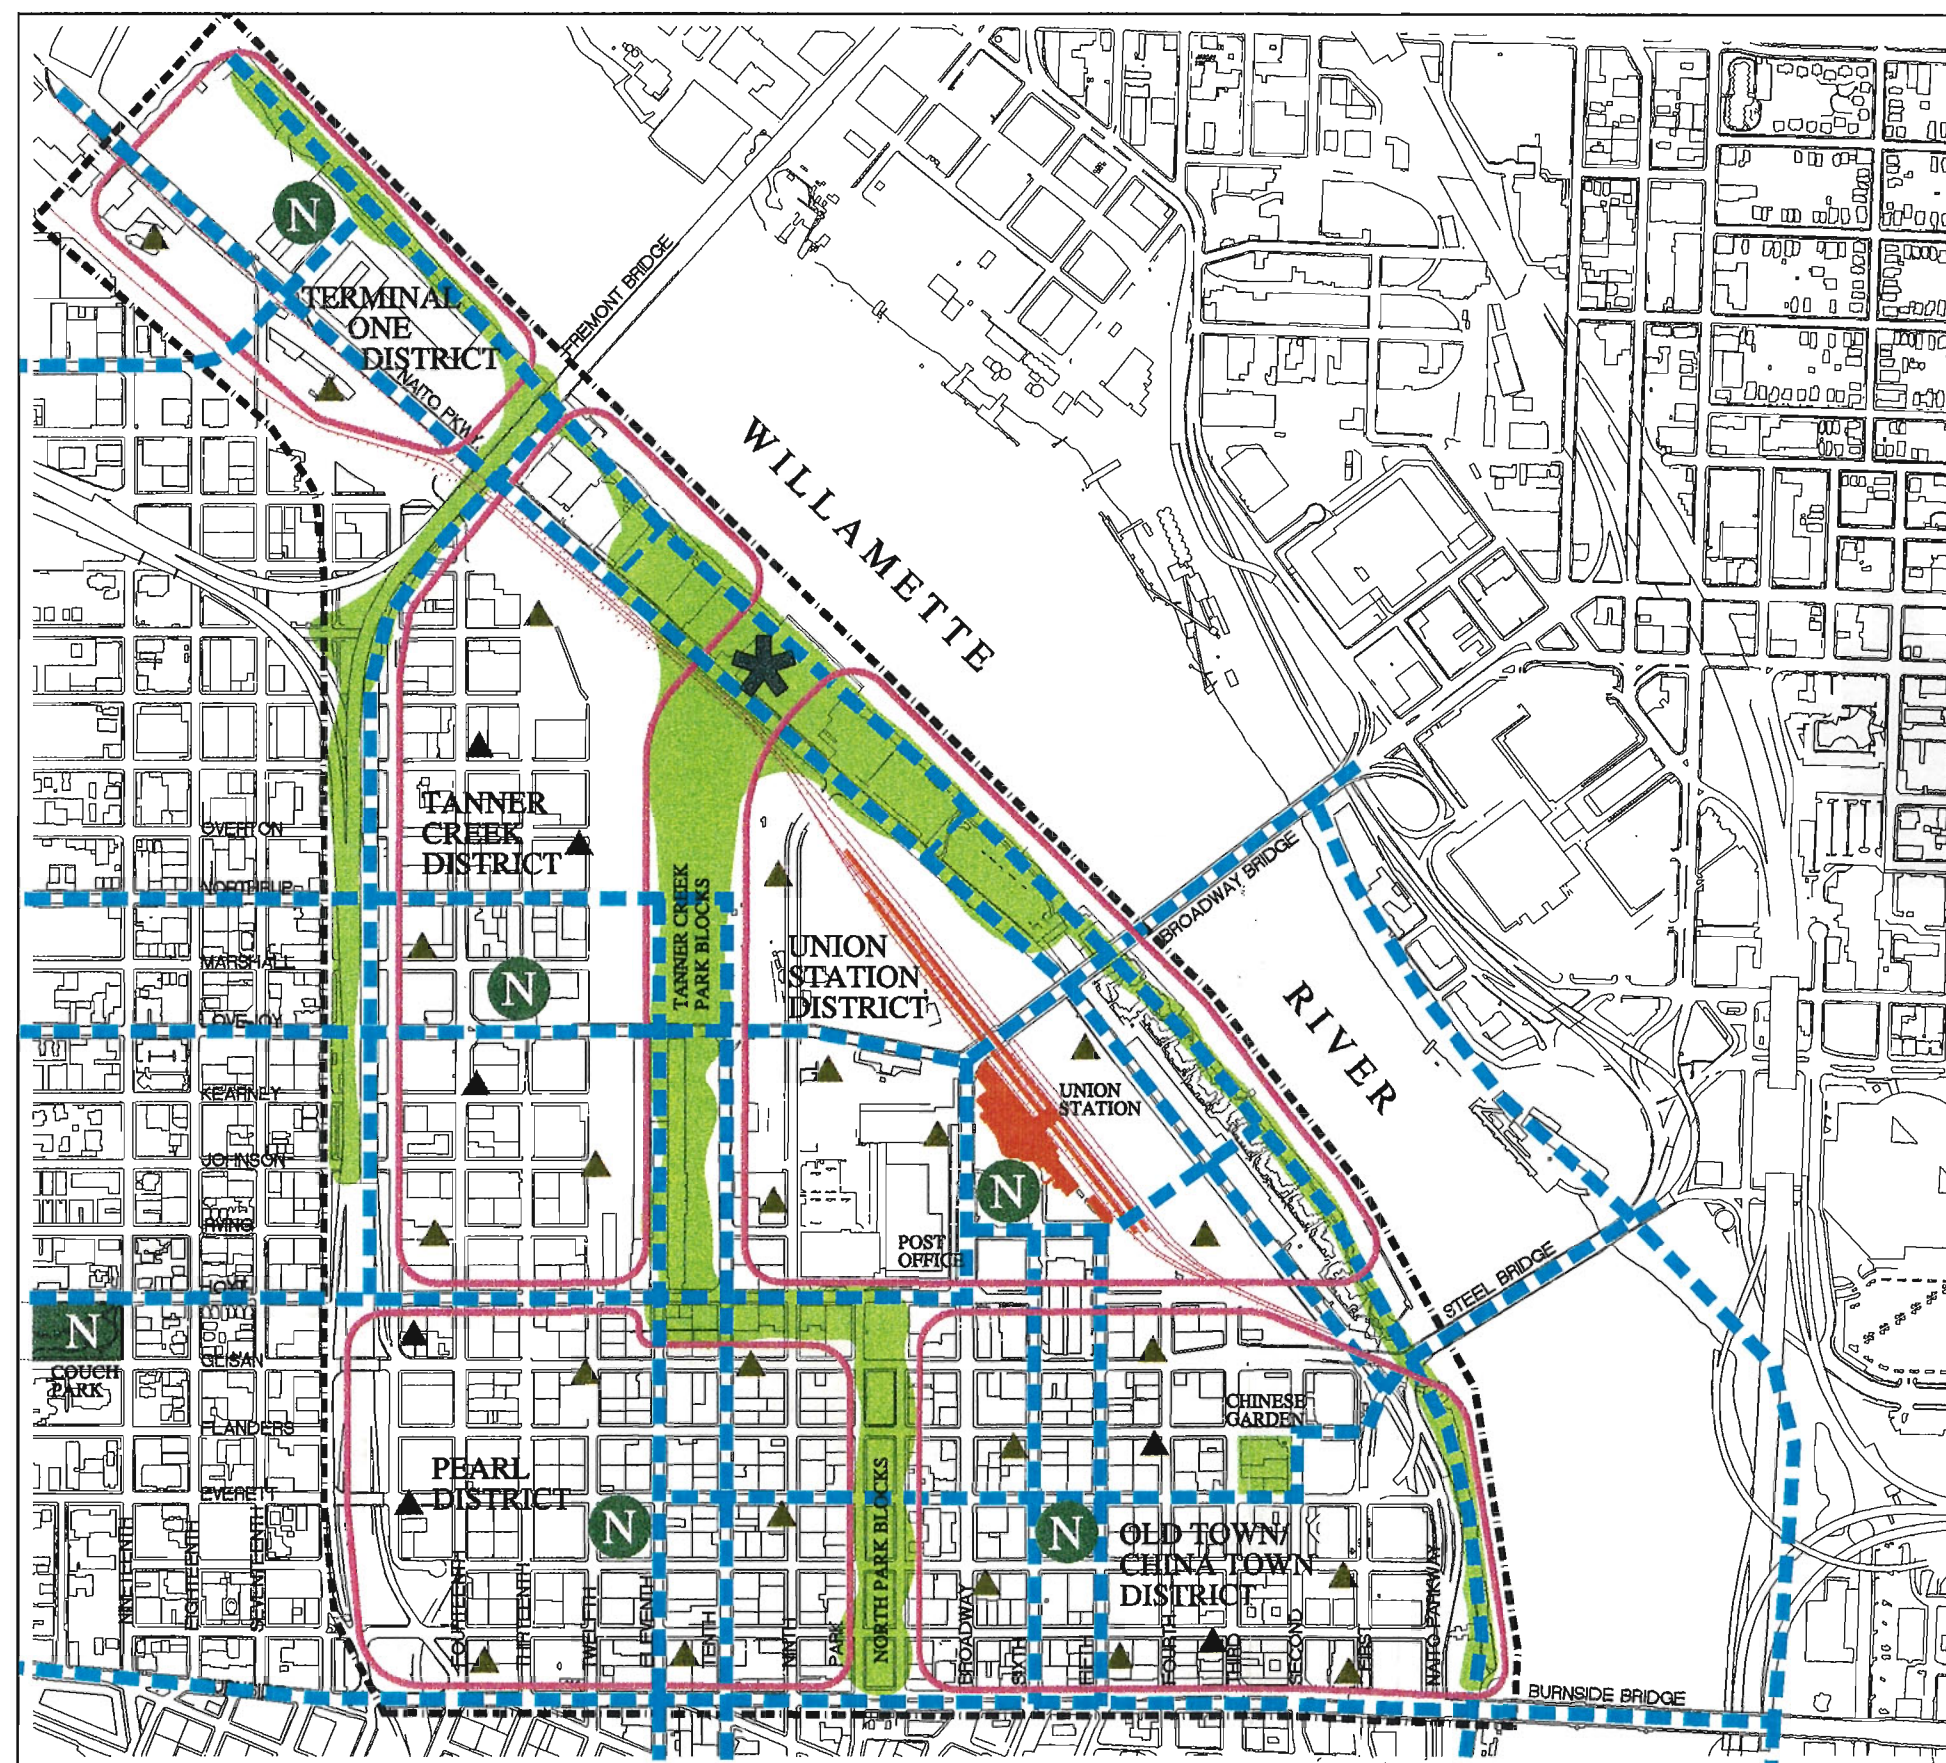 N
TERMINAL
ONE
DISTRICT
FREMONT BRIDGE
NAITO PKWY
WILLAMETTE
RIVER
TANNER
CREEK
DISTRICT
OVERTON
NORTHRUP
MARSHALL
LOVEJOY
KEARNEY
JOHNSON
IRVING
HOYT
GLISAN
FLANDERS
EVERETT
N
TANNER CREEK
PARK BLOCKS
UNION
STATION
DISTRICT
BROADWAY BRIDGE
UNION
STATION
N
POST
OFFICE
STEEL BRIDGE
N
COUCH
PARK
CHINESE
GARDEN
PEARL
DISTRICT
N
NORTH PARK BLOCKS
N
OLD TOWN/
CHINA TOWN
DISTRICT
NINETEENTH
EIGHTEENTH
SEVENTEENTH
FOURTEENTH
THIRTEENTH
TWELFTH
ELEVENTH
TENTH
NINTH
PARK
BROADWAY
SIXTH
FIFTH
FOURTH
THIRD
SECOND
NAITO PARKWAY
BURNSIDE BRIDGE